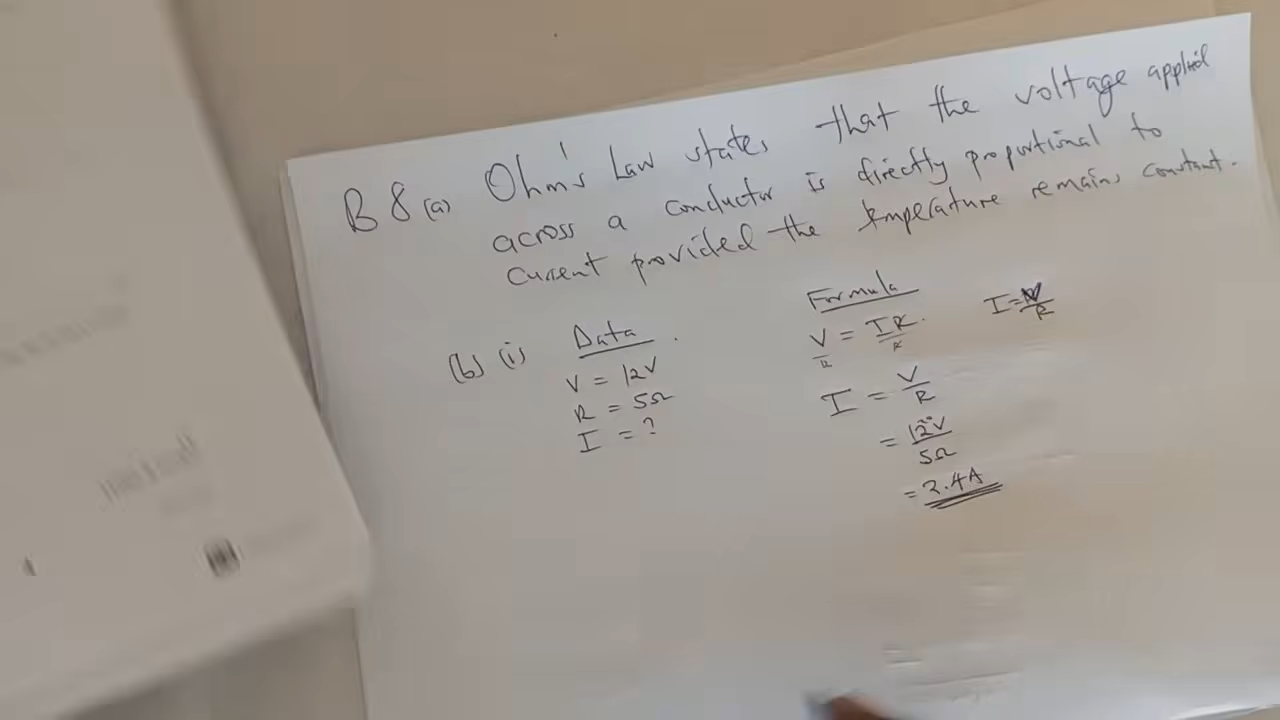 B8 (a) Ohm's Law states that the voltage applied
across a conductor is directly proportional to
current provided the temperature remains constant.
(b) (i) Data
V = 12V
R = 5Ω
I = ?
Formula
V/R = IR/R
I = V/R
I = V/R
= 12V/5Ω
= 2.4A